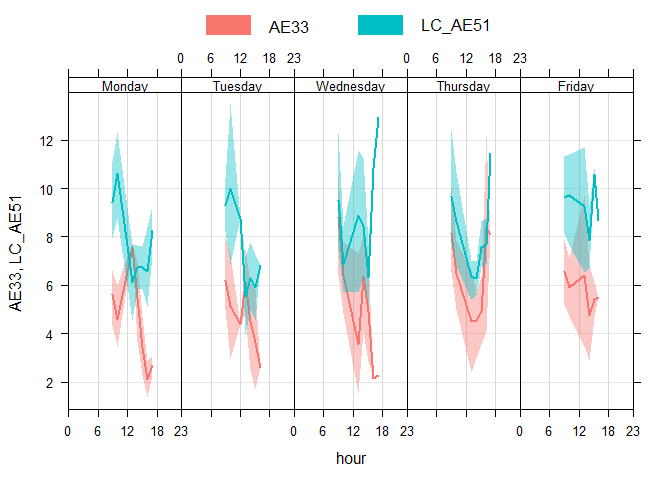 AE33 LC_AE51
0 6 12 18 23 0 6 12 18 23
Monday Tuesday Wednesday Thursday Friday
12
10
8
6
4
2
AE33, LC_AE51
0 6 12 18 23 0 6 12 18 23 0 6 12 18 23
hour